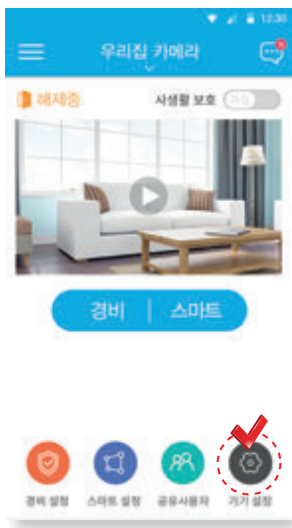 12:30
우리집 카메라
해제중
사생활 보호
경비 | 스마트
경비 설정
스마트 설정
공유사용자
기기 설정